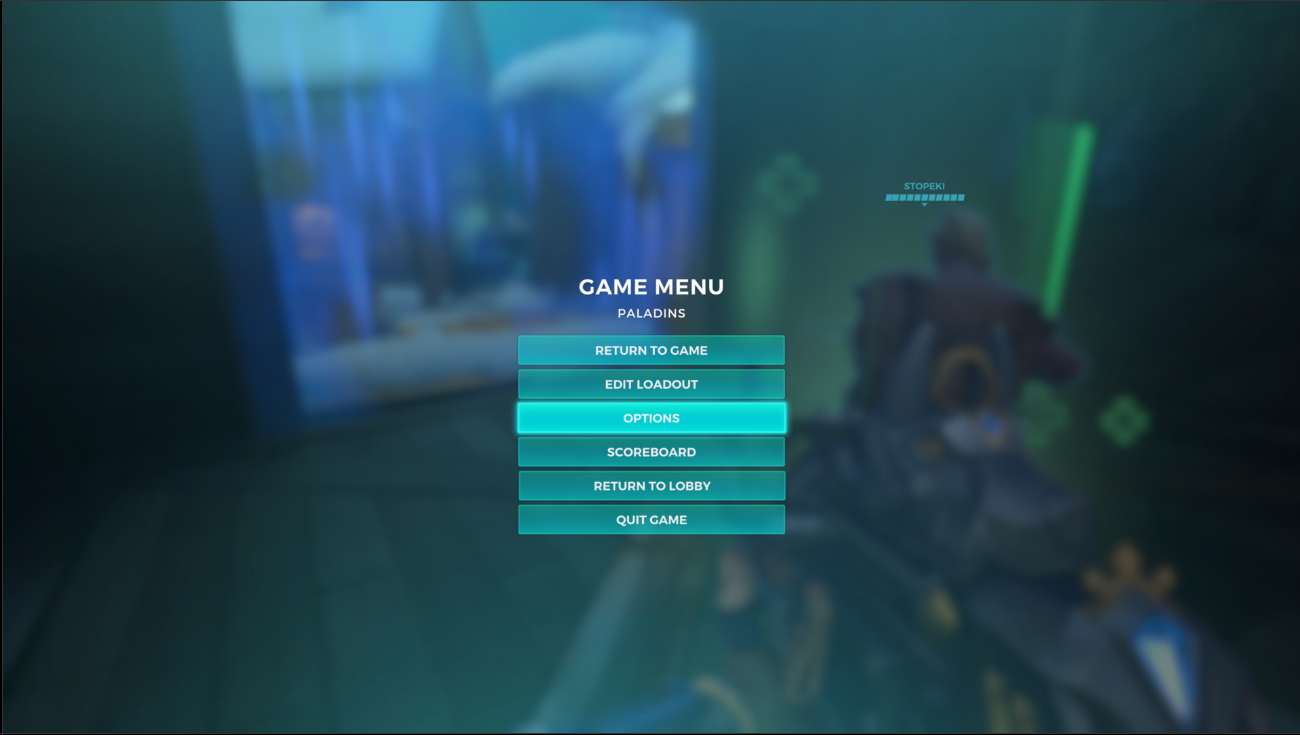 STOPEKI
GAME MENU
PALADINS
RETURN TO GAME
EDIT LOADOUT
OPTIONS
SCOREBOARD
RETURN TO LOBBY
QUIT GAME